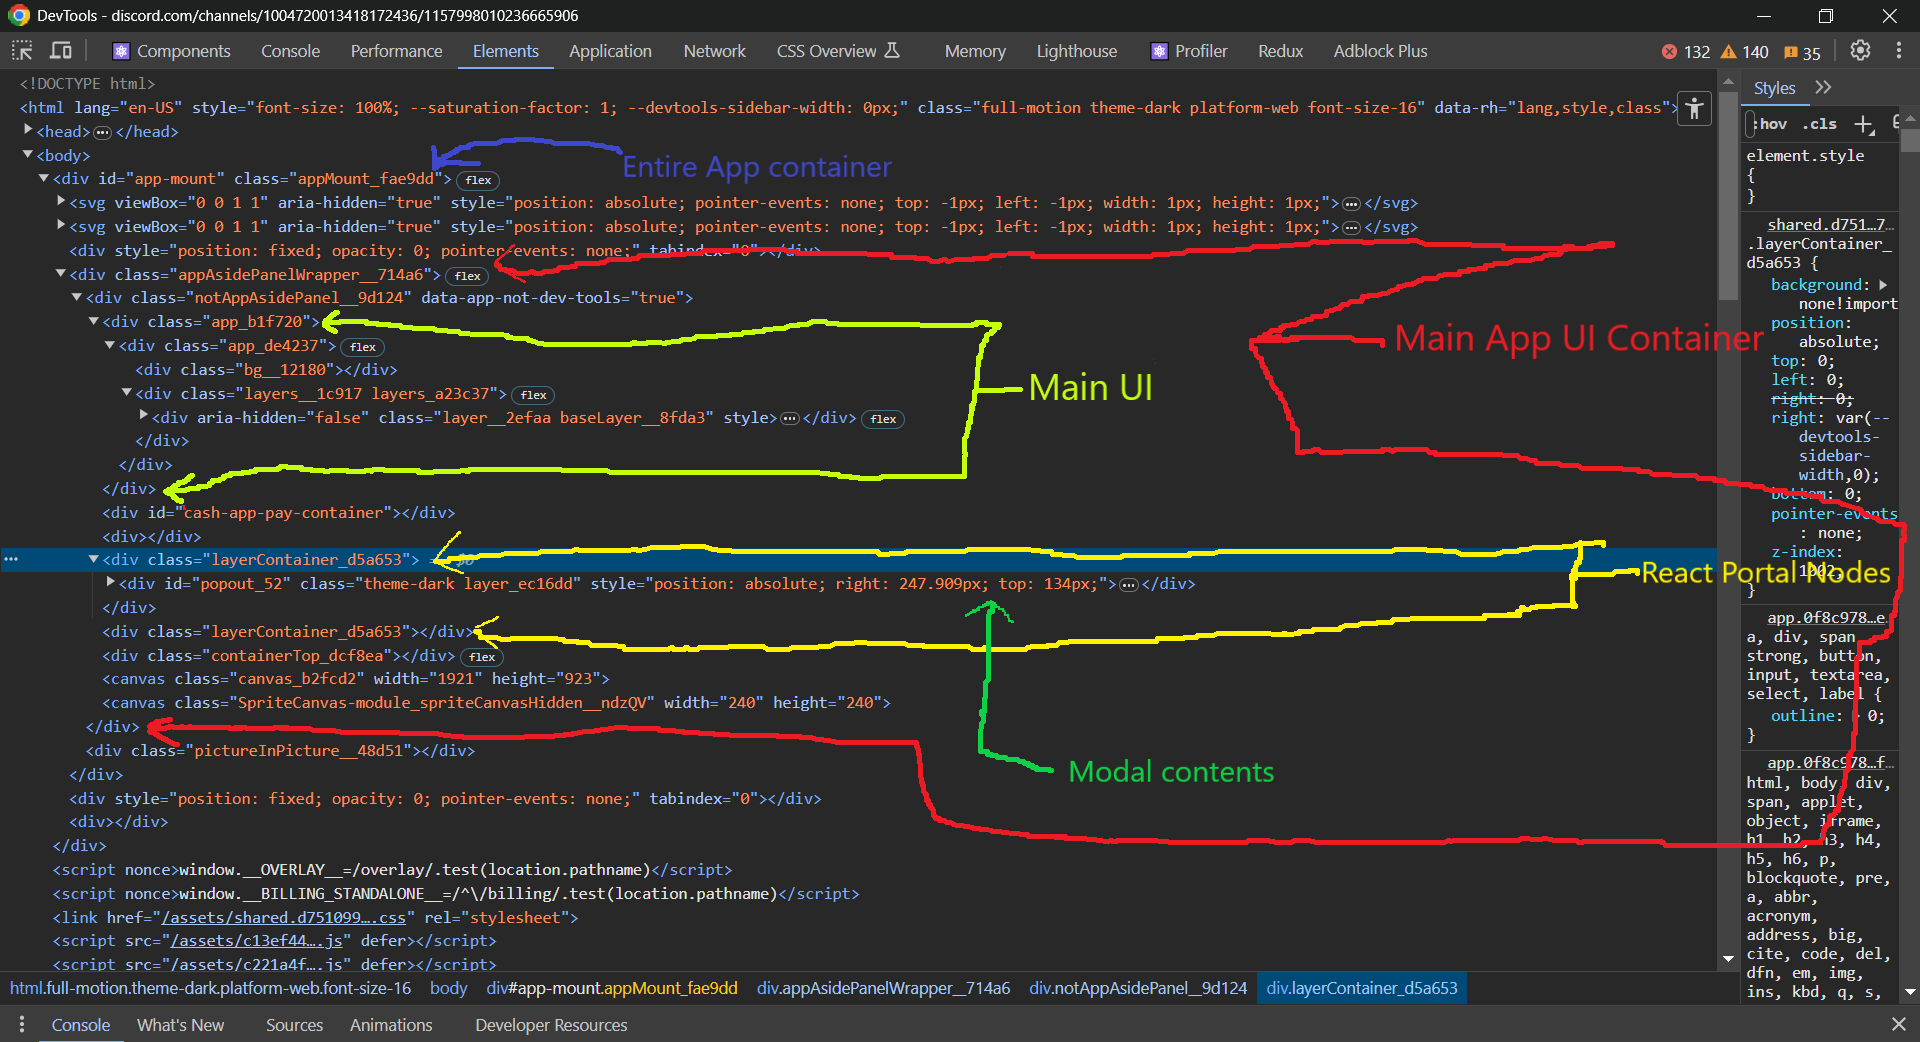 DevTools - discord.com/channels/1004720013418172436/1157998010236665906
Components Console Performance Elements Application Network CSS Overview Memory Lighthouse Profiler Redux Adblock Plus 132 140 35
<!DOCTYPE html>
<html lang="en-US" style="font-size: 100%; --saturation-factor: 1; --devtools-sidebar-width: 0px;" class="full-motion theme-dark platform-web font-size-16" data-rh="lang,style,class">
<head>…</head>
<body>
Entire App container
<div id="app-mount" class="appMount_fae9dd"> flex
<svg viewBox="0 0 1 1" aria-hidden="true" style="position: absolute; pointer-events: none; top: -1px; left: -1px; width: 1px; height: 1px;">…</svg>
<svg viewBox="0 0 1 1" aria-hidden="true" style="position: absolute; pointer-events: none; top: -1px; left: -1px; width: 1px; height: 1px;">…</svg>
<div style="position: fixed; opacity: 0; pointer-events: none;" tabindex="0"></div>
<div class="appAsidePanelWrapper__714a6"> flex
<div class="notAppAsidePanel__9d124" data-app-not-dev-tools="true">
<div class="app_b1f720">
Main App UI Container
<div class="app_de4237"> flex
<div class="bg__12180"></div>
Main UI
<div class="layers__1c917 layers_a23c37"> flex
<div aria-hidden="false" class="layer__2efaa baseLayer__8fda3" style>…</div> flex
</div>
</div>
</div>
<div id="cash-app-pay-container"></div>
<div></div>
<div class="layerContainer_d5a653"> == $0
React Portal Nodes
<div id="popout_52" class="theme-dark layer_ec16dd" style="position: absolute; right: 247.909px; top: 134px;">…</div>
</div>
<div class="layerContainer_d5a653"></div>
<div class="containerTop_dcf8ea"></div> flex
<canvas class="canvas_b2fcd2" width="1921" height="923">
<canvas class="SpriteCanvas-module_spriteCanvasHidden__ndzQV" width="240" height="240">
</div>
<div class="pictureInPicture__48d51"></div>
Modal contents
</div>
<div style="position: fixed; opacity: 0; pointer-events: none;" tabindex="0"></div>
<div></div>
</div>
<script nonce>window.__OVERLAY__=/overlay/.test(location.pathname)</script>
<script nonce>window.__BILLING_STANDALONE__=/^\/billing/.test(location.pathname)</script>
<link href="/assets/shared.d751099….css" rel="stylesheet">
<script src="/assets/c13ef44….js" defer></script>
<script src="/assets/c221a4f….js" defer></script>
Styles
:hov .cls
element.style
{
}
shared.d751…7…
.layerContainer_
d5a653 {
background:
none!import
position:
absolute;
top: 0;
left: 0;
right: 0;
right: var(--
devtools-
sidebar-
width,0);
bottom: 0;
pointer-events
: none;
z-index:
1002;
}
app.0f8c978…e
a, div, span
strong, button,
input, textarea,
select, label {
outline: 0;
}
app.0f8c978…f…
html, body, div,
span, applet,
object, iframe,
h1, h2, h3, h4,
h5, h6, p,
blockquote, pre,
a, abbr,
acronym,
address, big,
cite, code, del,
dfn, em, img,
ins, kbd, q, s,
html.full-motion.theme-dark.platform-web.font-size-16 body div#app-mount.appMount_fae9dd div.appAsidePanelWrapper__714a6 div.notAppAsidePanel__9d124 div.layerContainer_d5a653
Console What's New Sources Animations Developer Resources